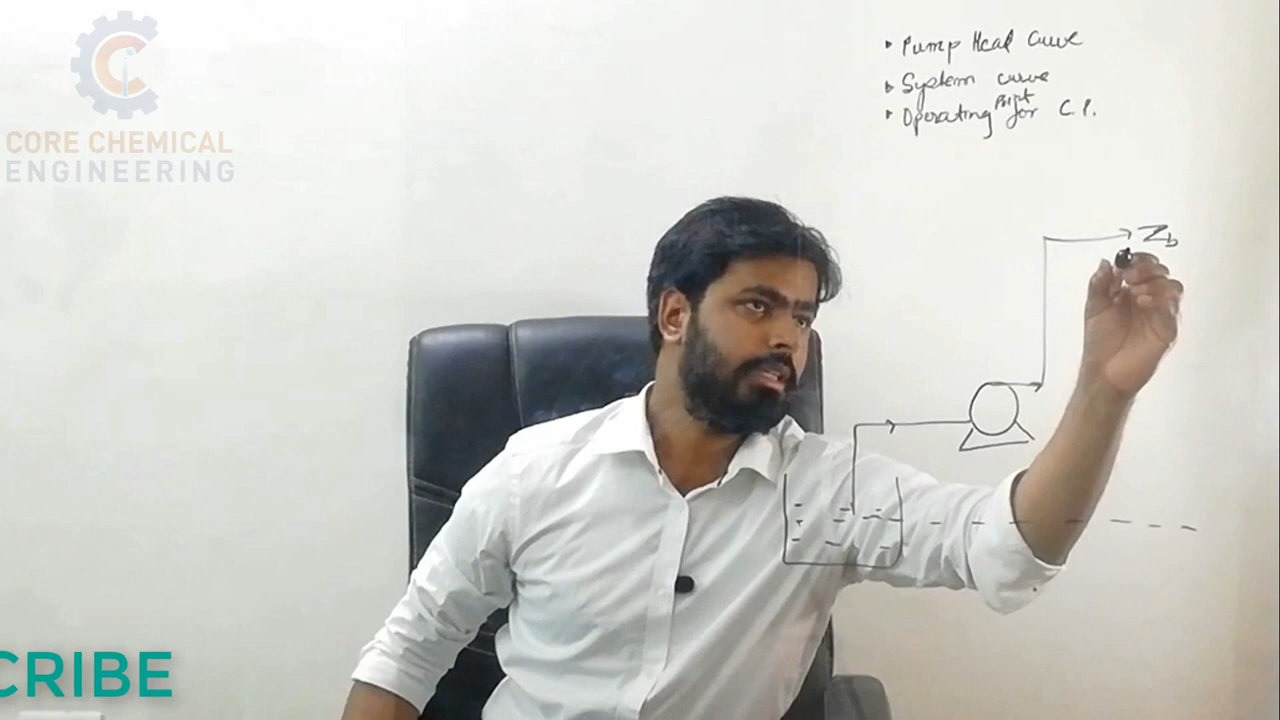 CORE CHEMICAL
ENGINEERING
• Pump Head Curve
• System curve
• Operating Point for C.P.
Zb
CRIBE